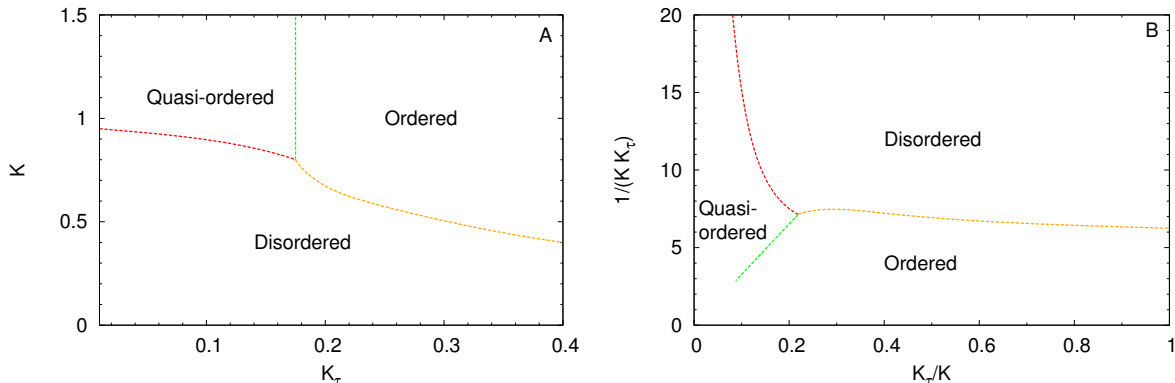 1.5
A
Quasi-ordered
Ordered
1
K
0.5
Disordered
0
0.1
0.2
0.3
0.4
K_τ
20
B
15
Disordered
1/(K K_τ)
10
Quasi-
ordered
5
Ordered
0
0
0.2
0.4
0.6
0.8
1
K_τ/K